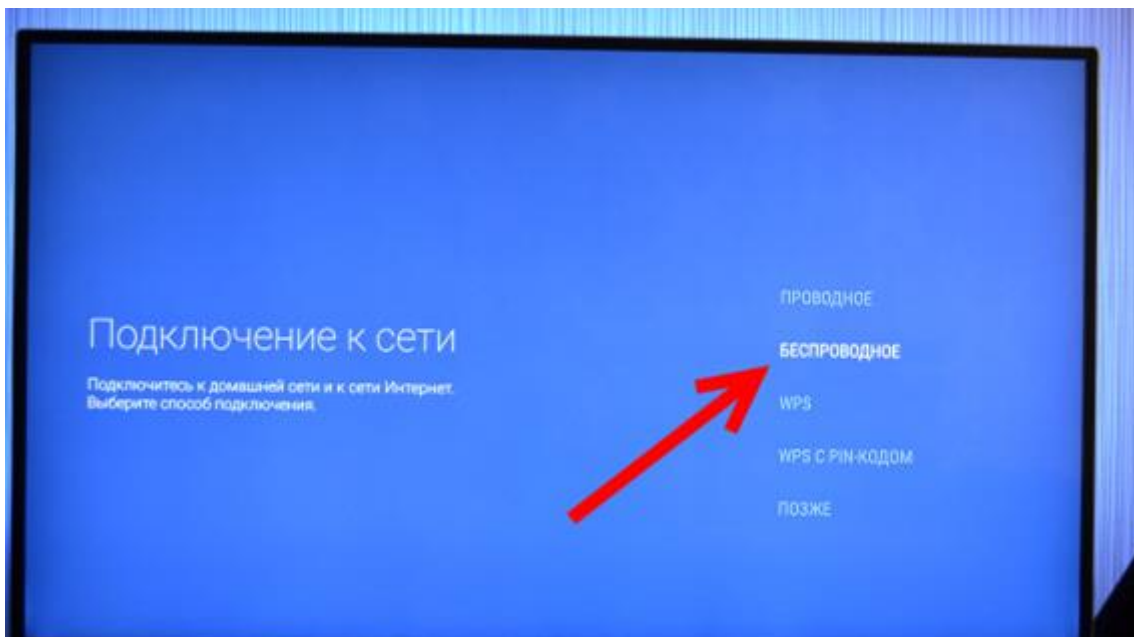 Подключение к сети
Подключитесь к домашней сети и к сети Интернет.
Выберите способ подключения.
ПРОВОДНОЕ
БЕСПРОВОДНОЕ
WPS
WPS С PIN-КОДОМ
ПОЗЖЕ